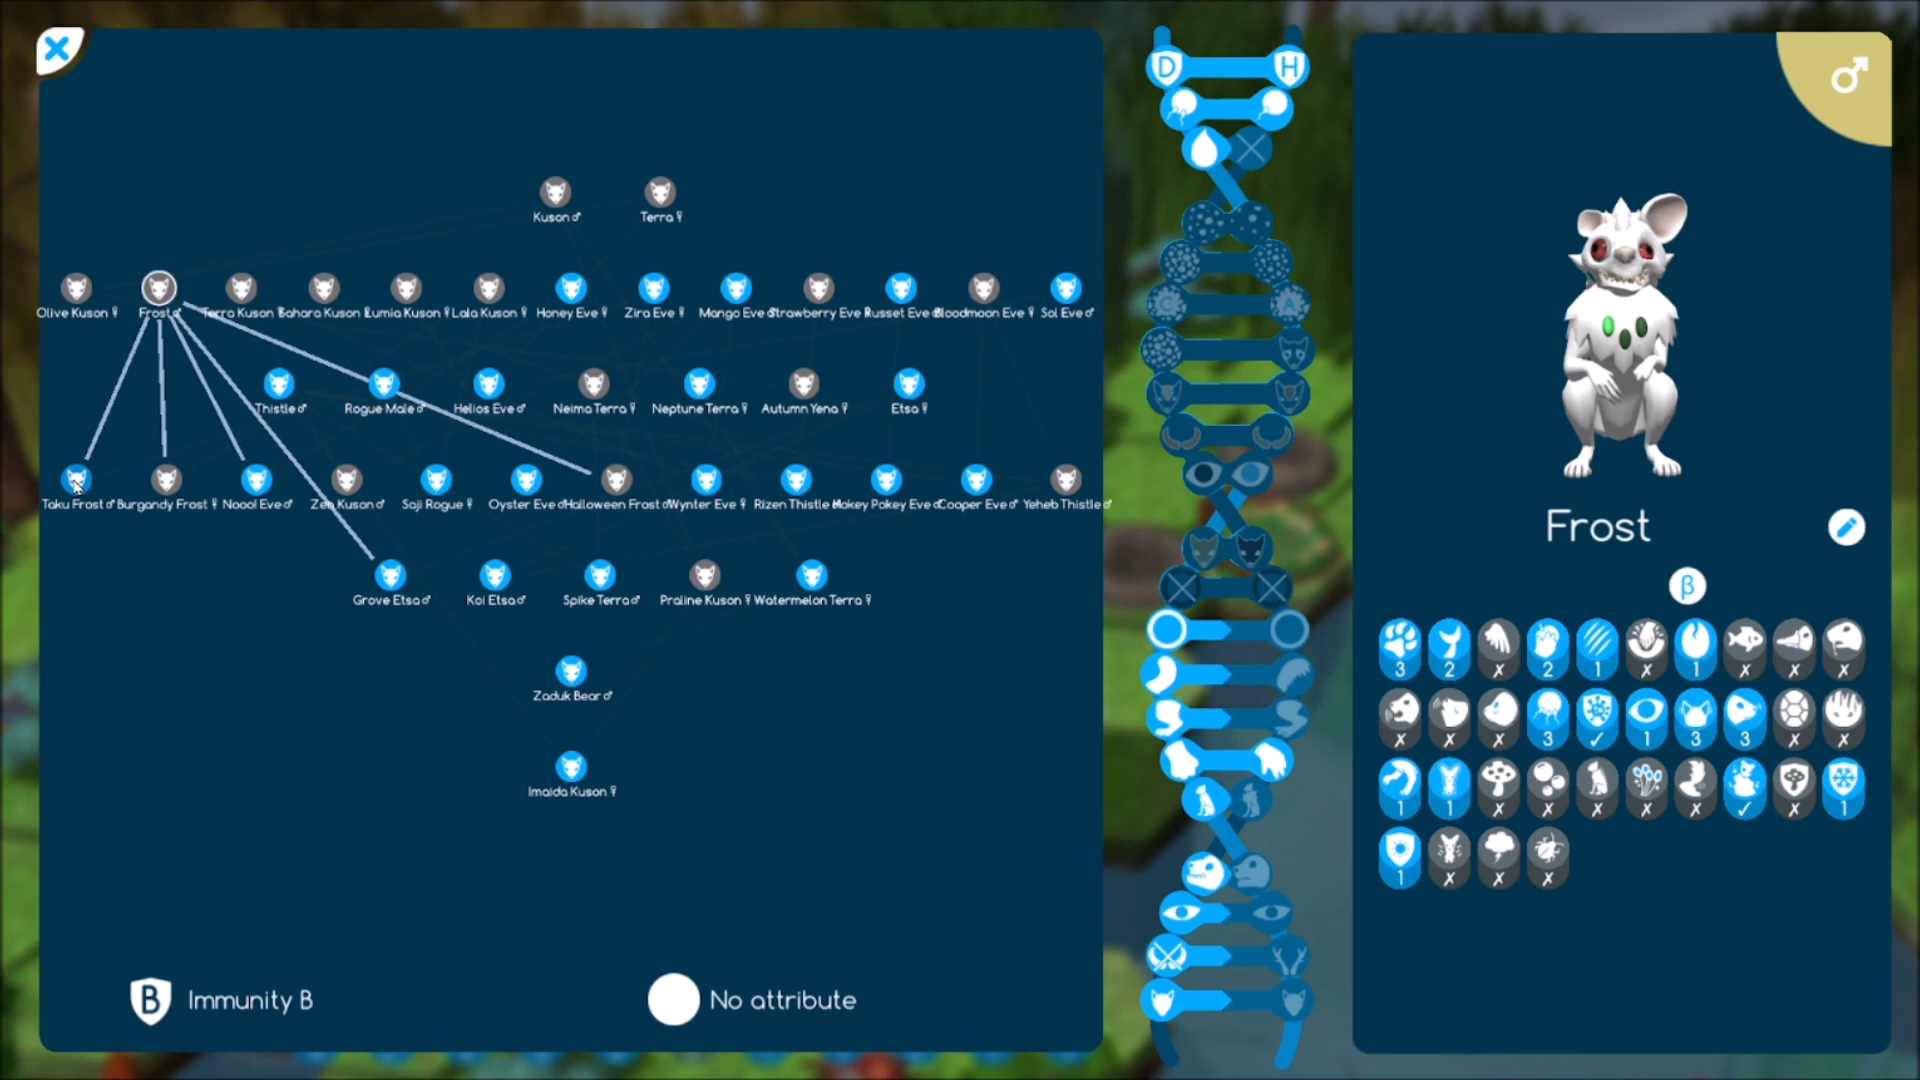 D H
Kuson♂ Terra♀
Olive Kuson♀ Frost♂ Terra Kuson♀ Sahara Kuson♀ Lumia Kuson♀ Lala Kuson♀ Honey Eve♀ Zira Eve♀ Mango Eve♂ Strawberry Eve♀ Russet Eve♂ Bloodmoon Eve♀ Sol Eve♂
C A
Thistle♂ Rogue Male♂ Helios Eve♂ Neima Terra♀ Neptune Terra♀ Autumn Yena♀ Etsa♀
Taku Frost♂ Burgandy Frost♀ Noool Eve♂ Zen Kuson♂ Saji Rogue♀ Oyster Eve♂ Halloween Frost♂ Wynter Eve♀ Rizen Thistle Hokey Pokey Eve♂ Cooper Eve♂ Yeheb Thistle♂
Frost
Grove Etsa♂ Koi Etsa♂ Spike Terra♂ Praline Kuson♀ Watermelon Terra♀
β
3 2 ✗ 2 1 ✗ 1 ✗ ✗ ✗
Zaduk Bear♂
✗ ✗ ✗ 3 ✓ 1 3 3 ✗ ✗
Imaida Kuson♀
1 1 ✗ ✗ ✗ ✗ ✗ ✓ ✗ 1
1 ✗ ✗ ✗
B Immunity B No attribute